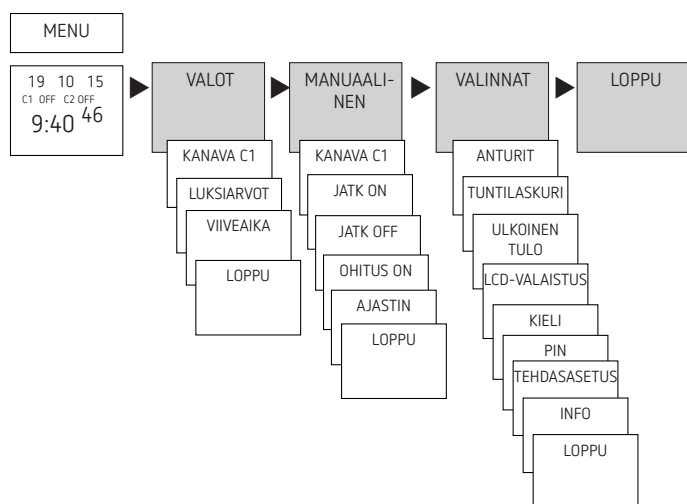 MENU
19 10 15
C1 OFF C2 OFF
9:40 46
VALOT
KANAVA C1
LUKSIARVOT
VIIVEAIKA
LOPPU
MANUAALI-
NEN
KANAVA C1
JATK ON
JATK OFF
OHITUS ON
AJASTIN
LOPPU
VALINNAT
ANTURIT
TUNTILASKURI
ULKOINEN
TULO
LCD-VALAISTUS
KIELI
PIN
TEHDASASETUS
INFO
LOPPU
LOPPU